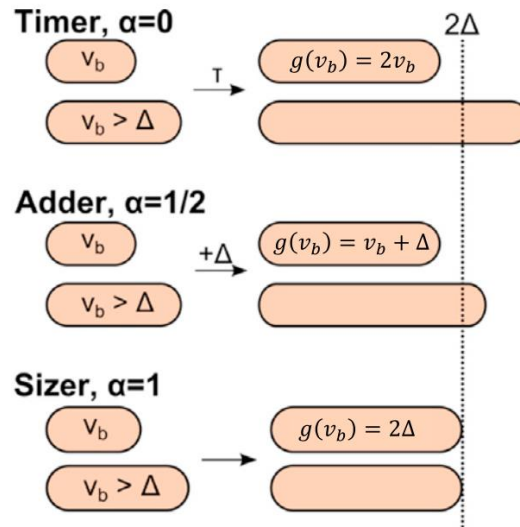 Timer, α=0
2Δ
v_b
τ
g(v_b) = 2v_b
v_b > Δ
Adder, α=1/2
v_b
+Δ
g(v_b) = v_b + Δ
v_b > Δ
Sizer, α=1
v_b
g(v_b) = 2Δ
v_b > Δ